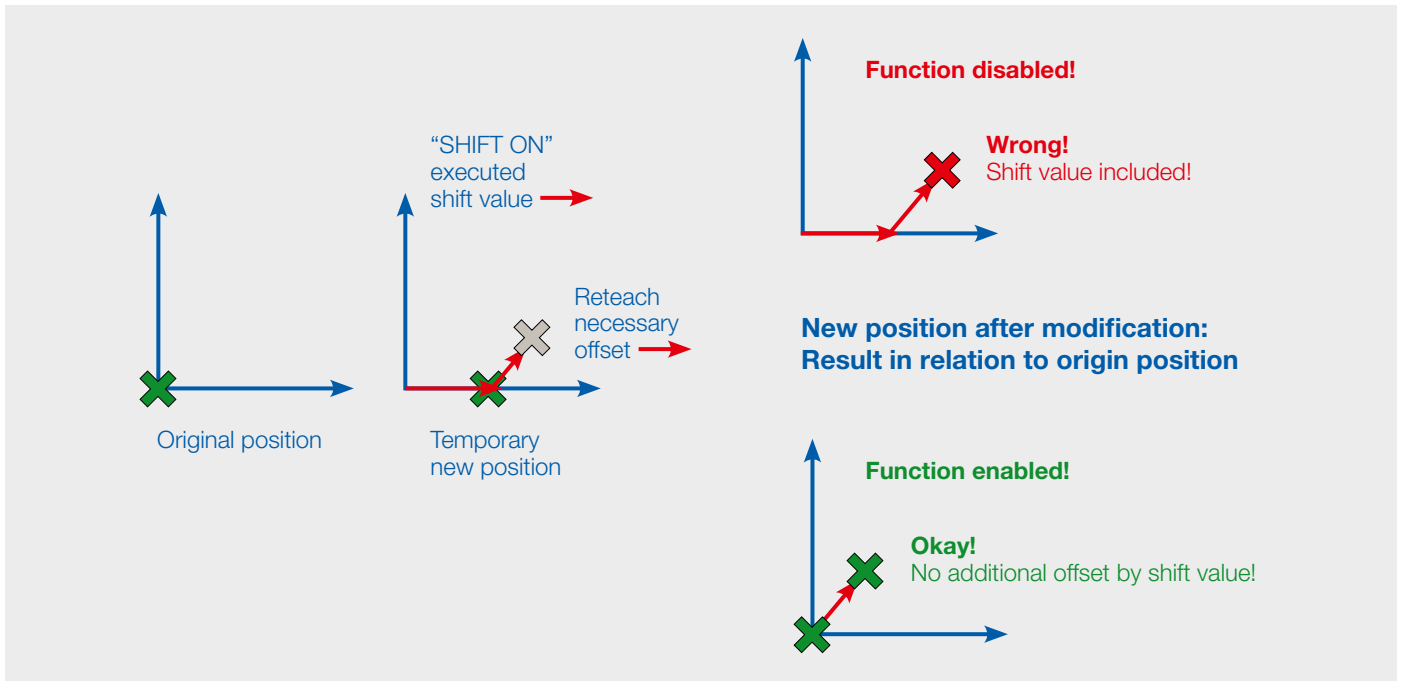 Original position
“SHIFT ON”
executed
shift value
Reteach
necessary
offset
Temporary
new position
Function disabled!
Wrong!
Shift value included!
New position after modification:
Result in relation to origin position
Function enabled!
Okay!
No additional offset by shift value!